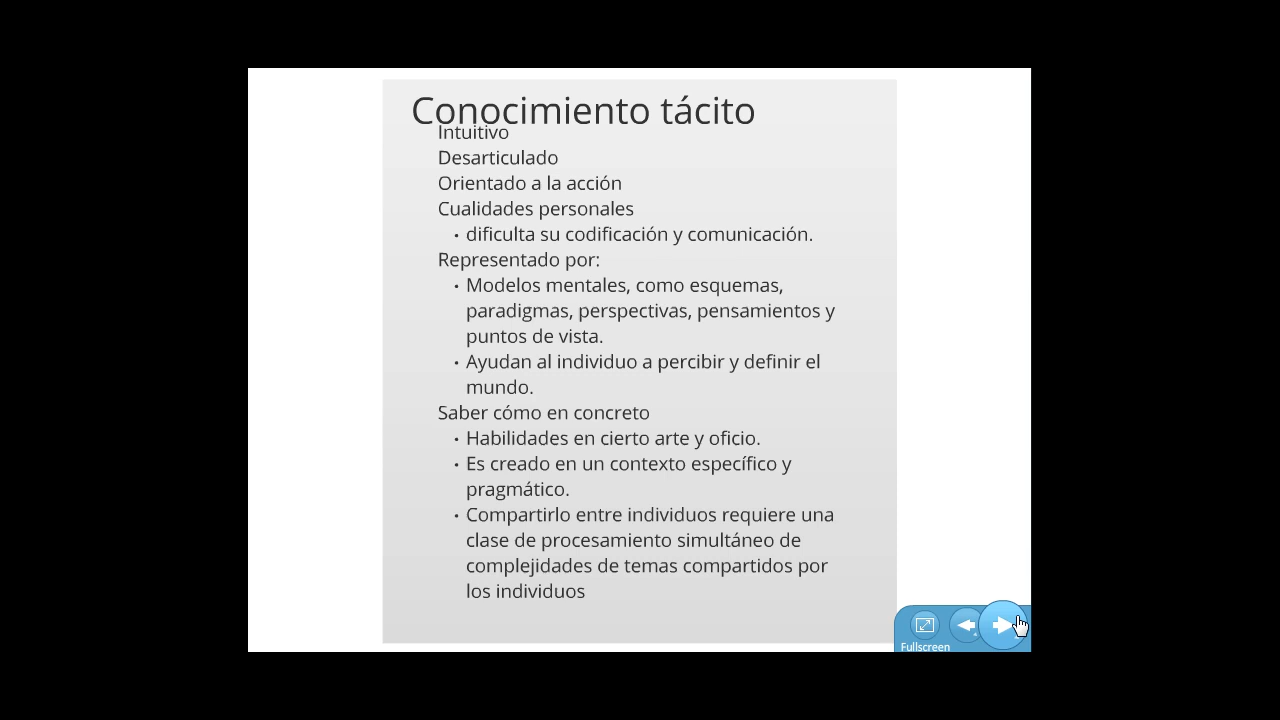 Conocimiento tácito
Intuitivo
Desarticulado
Orientado a la acción
Cualidades personales
• dificulta su codificación y comunicación.
Representado por:
• Modelos mentales, como esquemas,
paradigmas, perspectivas, pensamientos y
puntos de vista.
• Ayudan al individuo a percibir y definir el
mundo.
Saber cómo en concreto
• Habilidades en cierto arte y oficio.
• Es creado en un contexto específico y
pragmático.
• Compartirlo entre individuos requiere una
clase de procesamiento simultáneo de
complejidades de temas compartidos por
los individuos
Fullscreen